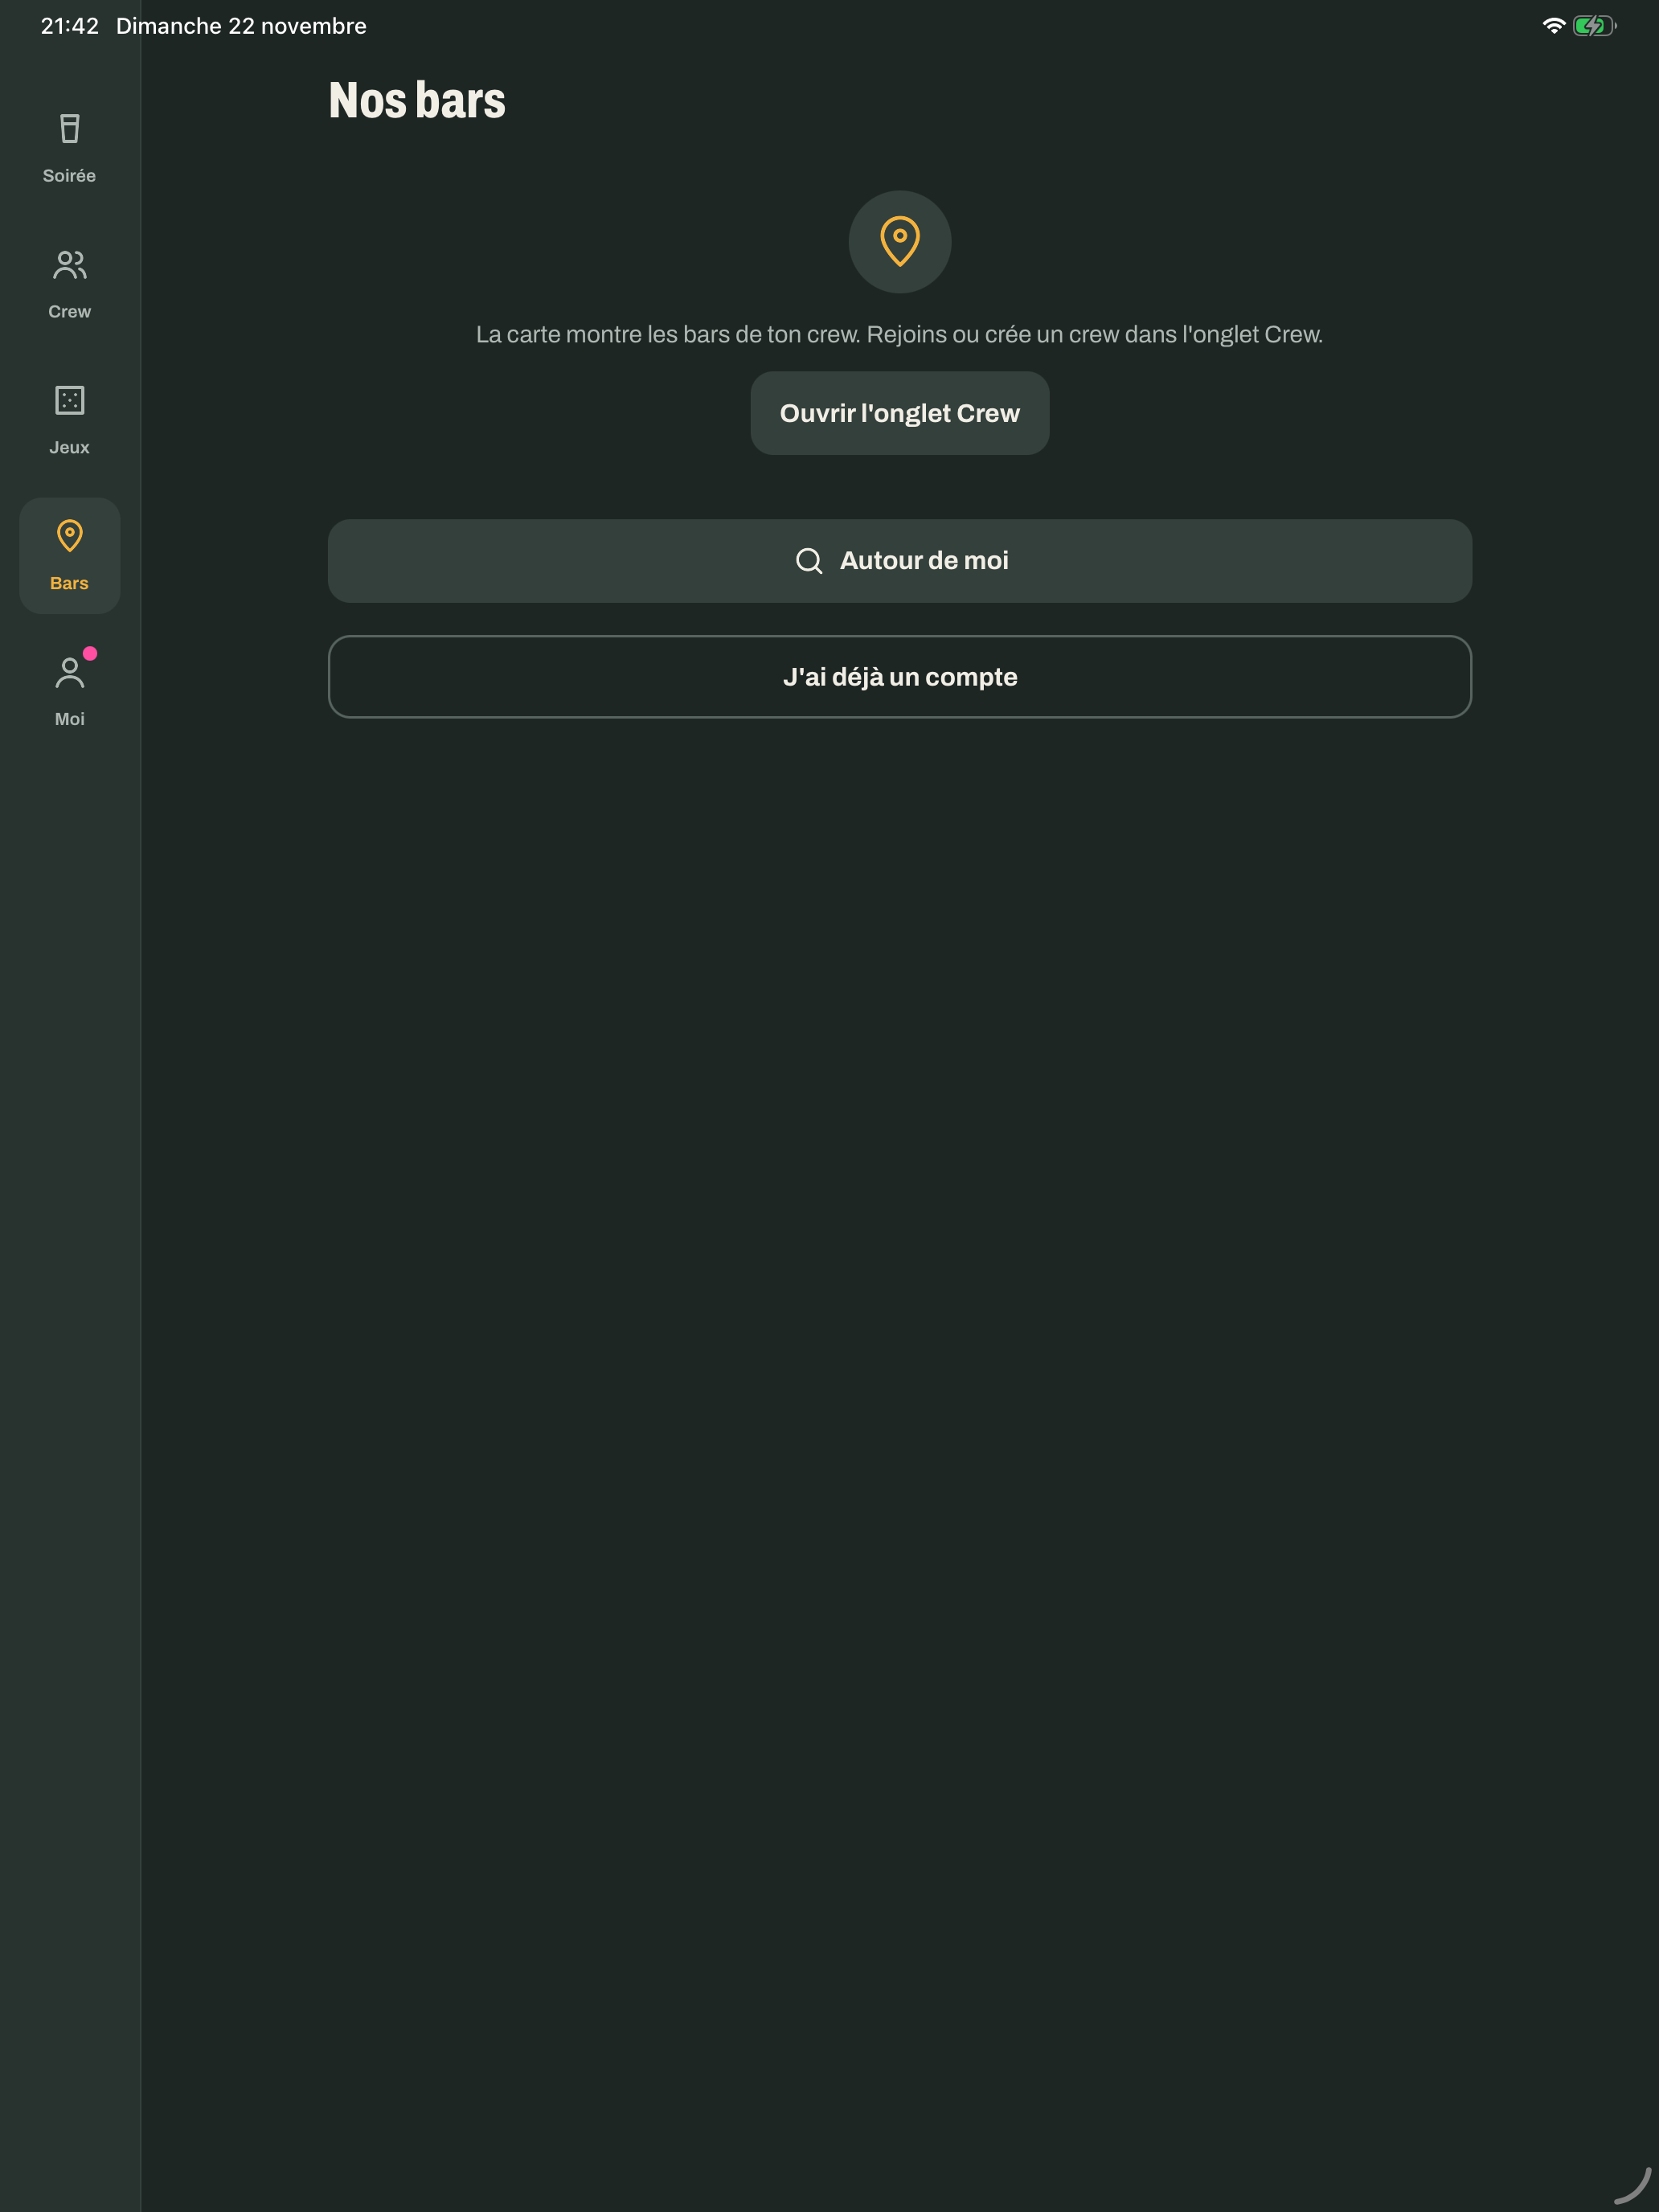 21:42 Dimanche 22 novembre
Nos bars
Soirée
Crew
Jeux
Bars
Moi
La carte montre les bars de ton crew. Rejoins ou crée un crew dans l'onglet Crew.
Ouvrir l'onglet Crew
Autour de moi
J'ai déjà un compte